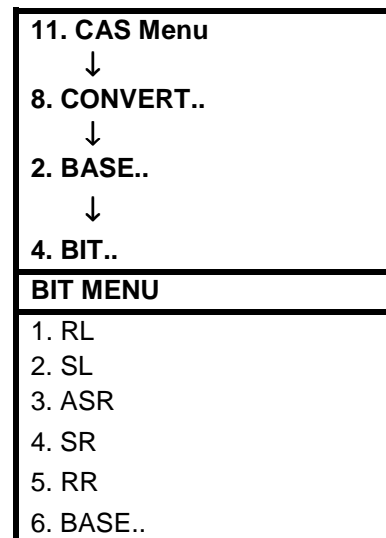 11. CAS Menu
↓
8. CONVERT..
↓
2. BASE..
↓
4. BIT..
BIT MENU
1. RL
2. SL
3. ASR
4. SR
5. RR
6. BASE..